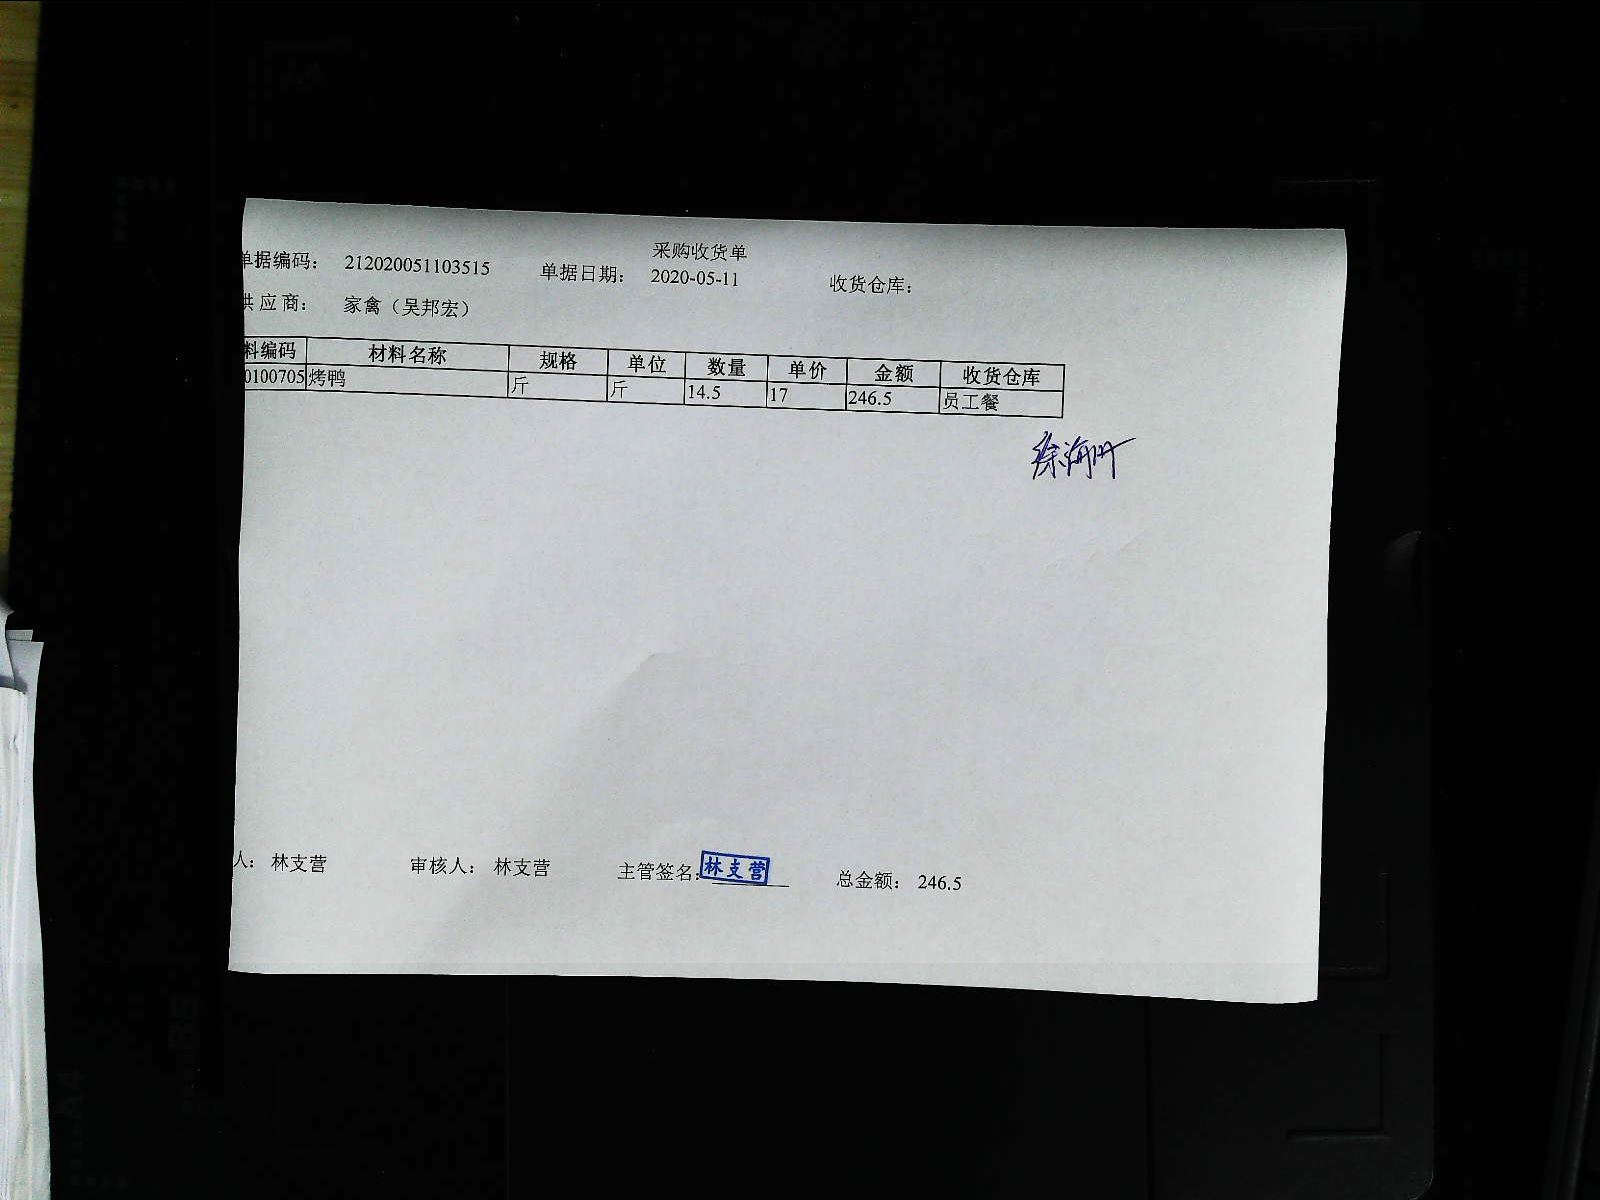 采购收货单
单据编码： 212020051103515 单据日期： 2020-05-11 收货仓库：
供 应 商： 家禽（吴邦宏）
料编码 材料名称 规格 单位 数量 单价 金额 收货仓库
0100705 烤鸭 斤 斤 14.5 17 246.5 员工餐
人： 林支营 审核人： 林支营 主管签名： 林支营 总金额： 246.5